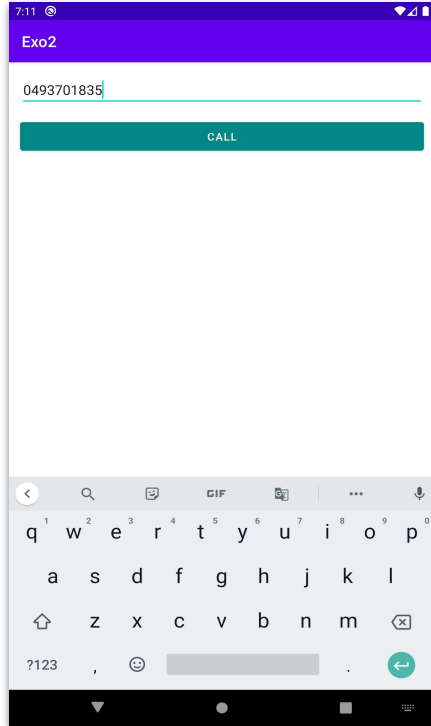 7:11
Exo2
0493701835
CALL
GIF
q 1 w 2 e 3 r 4 t 5 y 6 u 7 i 8 o 9 p 0
a s d f g h j k l
z x c v b n m
?123 , .